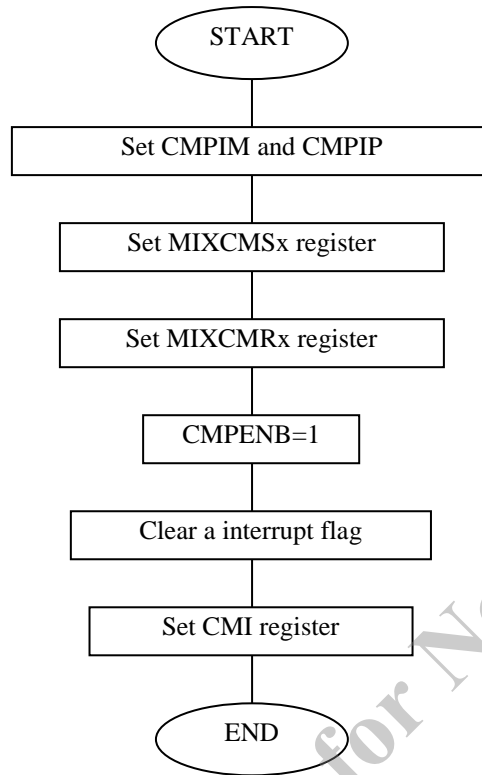 START
Set CMPIM and CMPIP
Set MIXCMSx register
Set MIXCMRx register
CMPENB=1
Clear a interrupt flag
Set CMI register
END
for